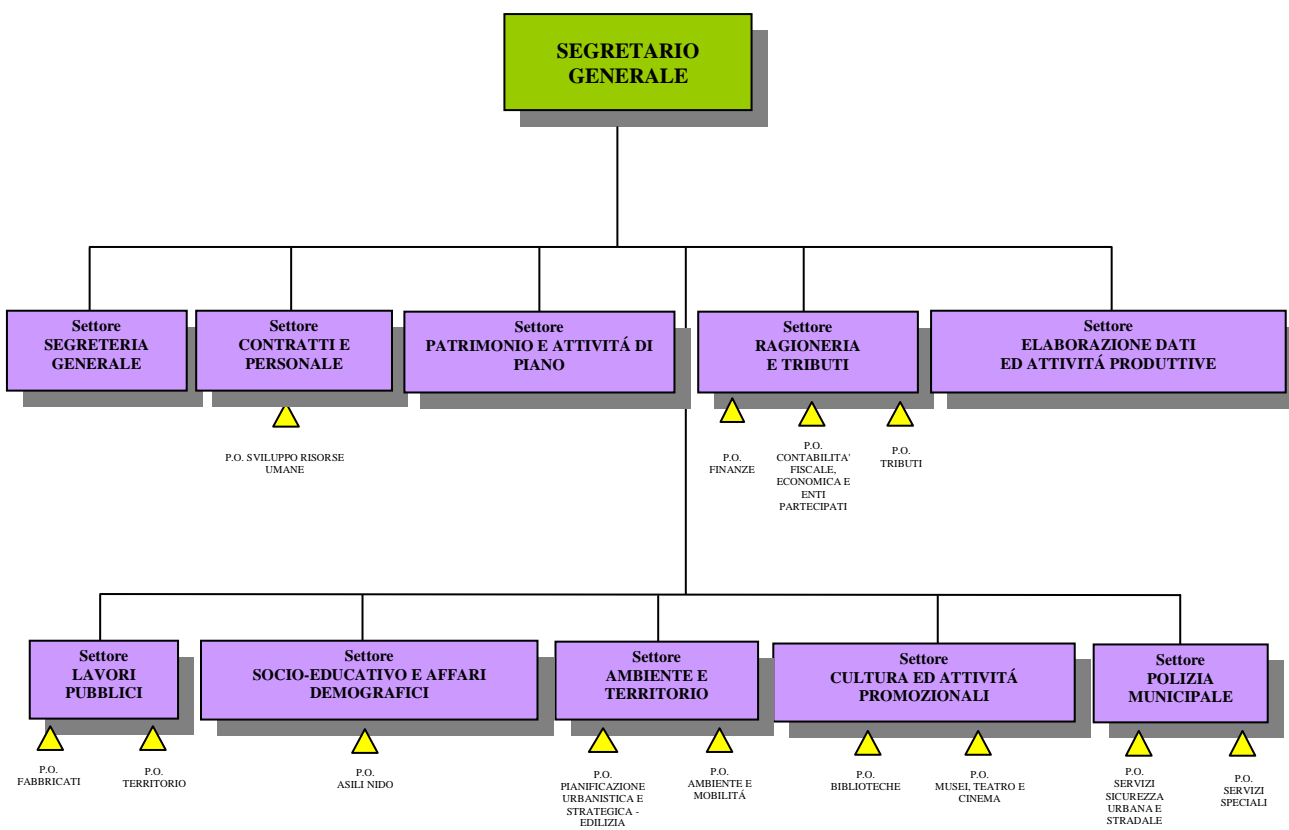 SEGRETARIO
GENERALE
Settore
SEGRETERIA
GENERALE
Settore
CONTRATTI E
PERSONALE
Settore
PATRIMONIO E ATTIVITÁ DI
PIANO
Settore
RAGIONERIA
E TRIBUTI
Settore
ELABORAZIONE DATI
ED ATTIVITÁ PRODUTTIVE
P.O. SVILUPPO RISORSE
UMANE
P.O.
FINANZE
P.O.
CONTABILITA'
FISCALE,
ECONOMICA E
ENTI
PARTECIPATI
P.O.
TRIBUTI
Settore
LAVORI
PUBBLICI
Settore
SOCIO-EDUCATIVO E AFFARI
DEMOGRAFICI
Settore
AMBIENTE E
TERRITORIO
Settore
CULTURA ED ATTIVITÁ
PROMOZIONALI
Settore
POLIZIA
MUNICIPALE
P.O.
FABBRICATI
P.O.
TERRITORIO
P.O.
ASILI NIDO
P.O.
PIANIFICAZIONE
URBANISTICA E
STRATEGICA -
EDILIZIA
P.O.
AMBIENTE E
MOBILITÁ
P.O.
BIBLIOTECHE
P.O.
MUSEI, TEATRO E
CINEMA
P.O.
SERVIZI
SICUREZZA
URBANA E
STRADALE
P.O.
SERVIZI
SPECIALI